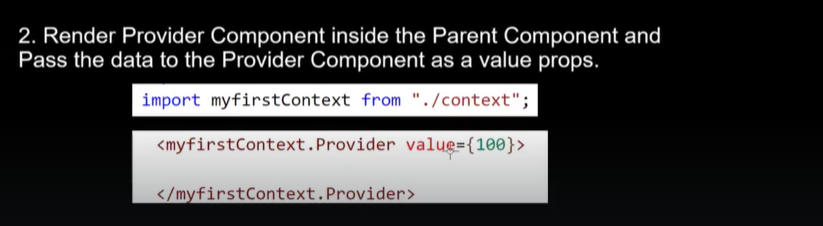 2. Render Provider Component inside the Parent Component and
Pass the data to the Provider Component as a value props.
import myfirstContext from "./context";
<myfirstContext.Provider value={100}>
</myfirstContext.Provider>